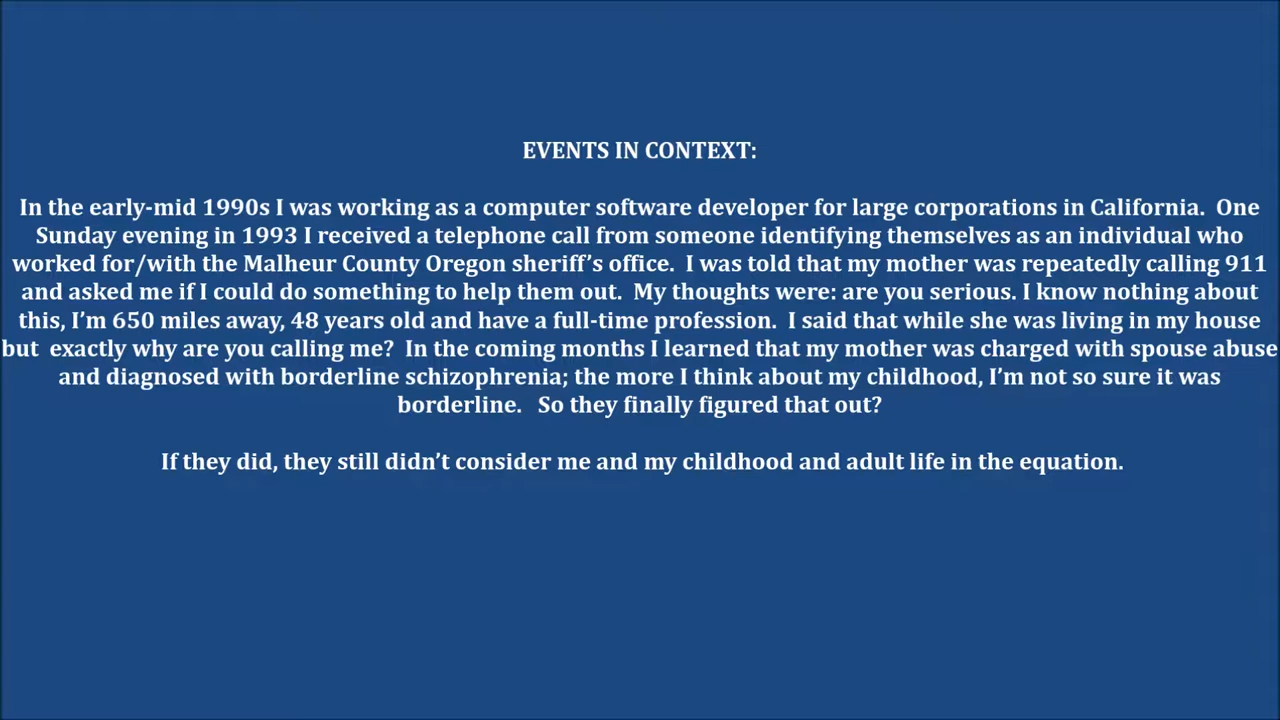 EVENTS IN CONTEXT:
In the early-mid 1990s I was working as a computer software developer for large corporations in California.  One
Sunday evening in 1993 I received a telephone call from someone identifying themselves as an individual who
worked for/with the Malheur County Oregon sheriff’s office.  I was told that my mother was repeatedly calling 911
and asked me if I could do something to help them out.  My thoughts were: are you serious. I know nothing about
this, I’m 650 miles away, 48 years old and have a full-time profession.  I said that while she was living in my house
but  exactly why are you calling me?  In the coming months I learned that my mother was charged with spouse abuse
and diagnosed with borderline schizophrenia; the more I think about my childhood, I’m not so sure it was
borderline.   So they finally figured that out?
If they did, they still didn’t consider me and my childhood and adult life in the equation.